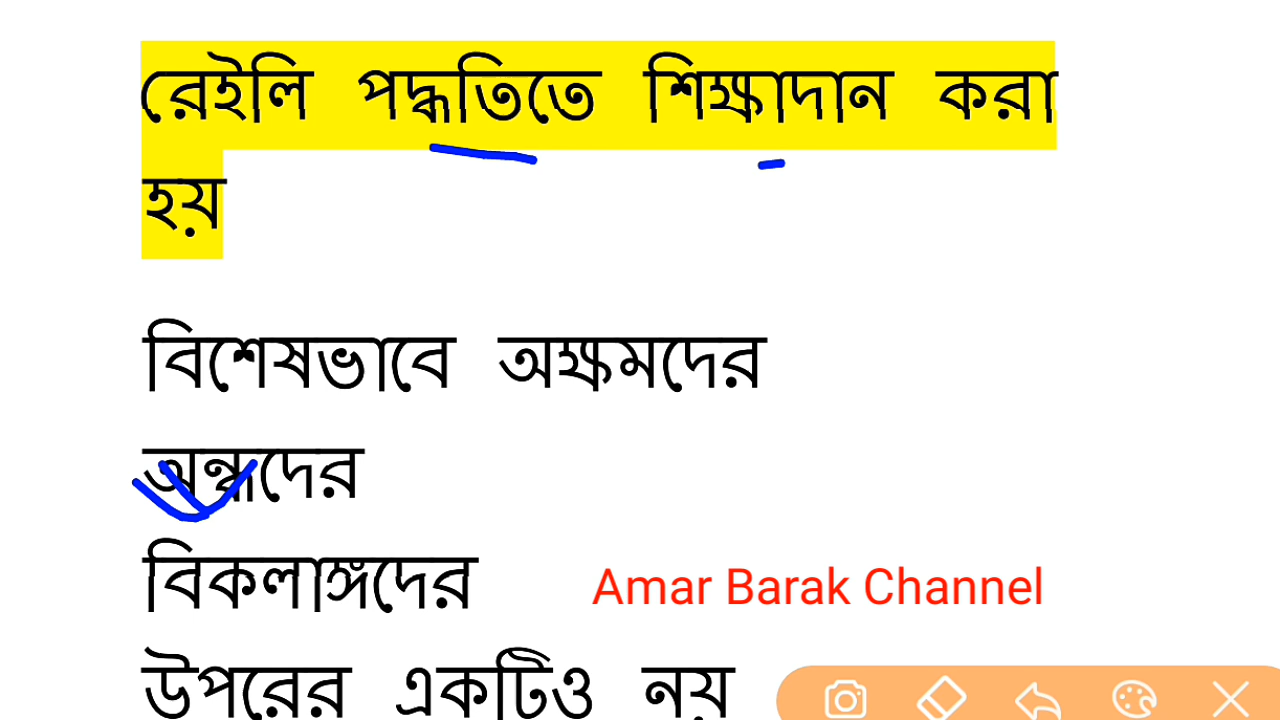 রেইলি পদ্ধতিতে শিক্ষাদান করা
হয়
বিশেষভাবে অক্ষমদের
অন্ধদের
বিকলাঙ্গদের
Amar Barak Channel
উপরের একটিও নয়